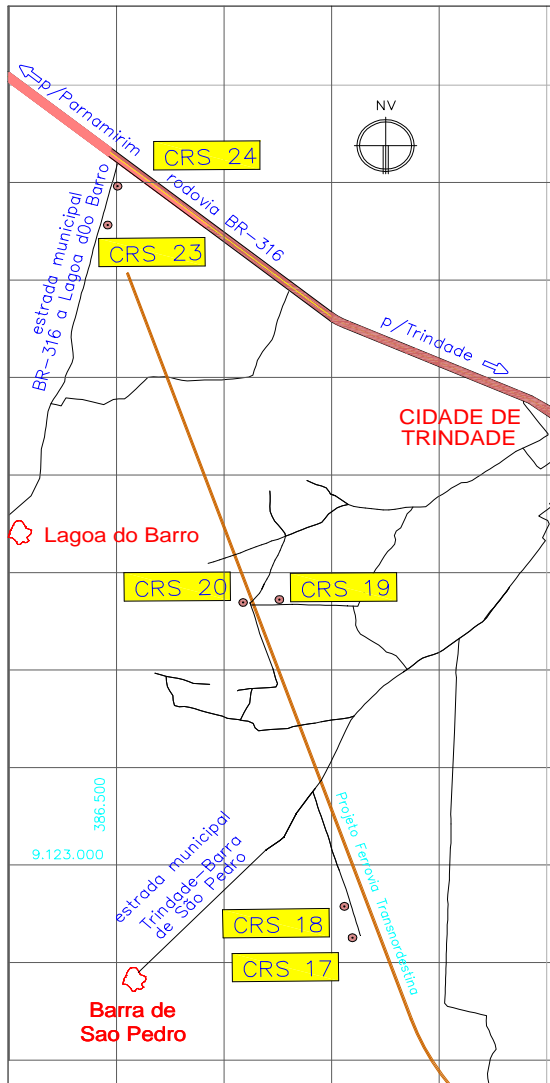 p/Parnamirim
NV
CRS 24
rodovia BR-316
estrada municipal
BR-316 a Lagoa dOo Barro
CRS 23
p/Trindade
CIDADE DE
TRINDADE
Lagoa do Barro
CRS 20
CRS 19
386.500
9.123.000
Projeto Ferrovia Transnordestina
estrada municipal
Trindade-Barra
de São Pedro
CRS 18
CRS 17
Barra de
Sao Pedro